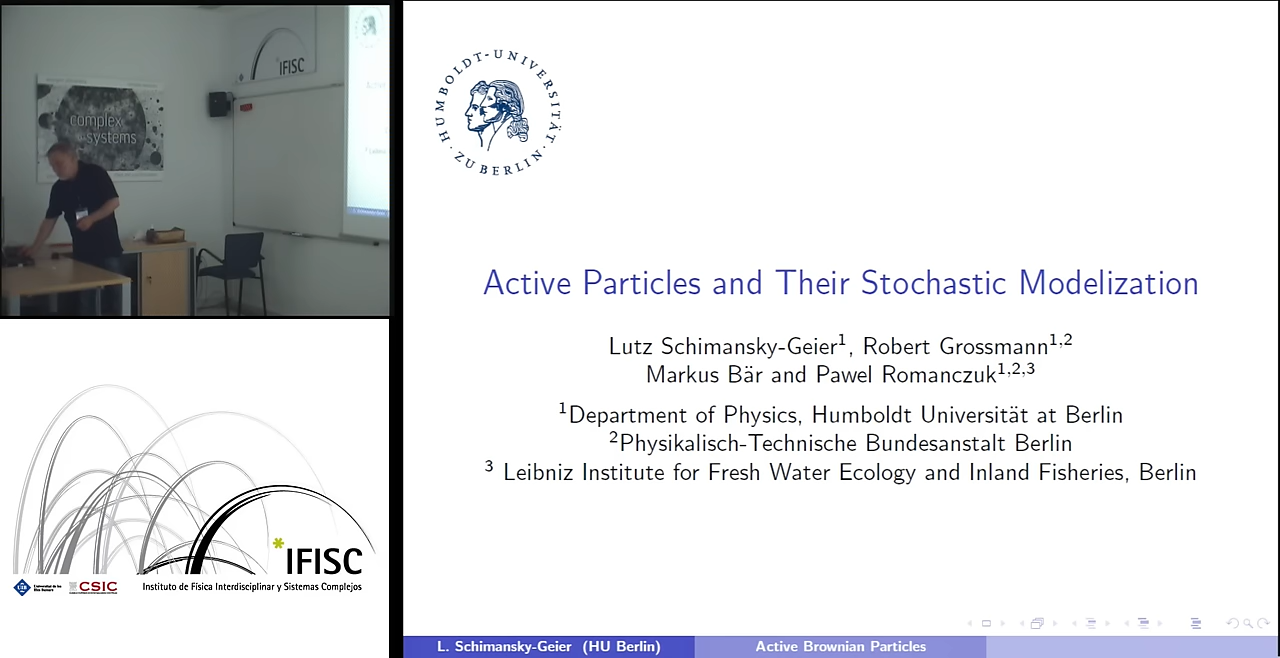 complex
systems
IFISC
HUMBOLDT-UNIVERSITÄT
· ZU BERLIN ·
Active Particles and Their Stochastic Modelization
Lutz Schimansky-Geier¹, Robert Grossmann¹,²
Markus Bär and Pawel Romanczuk¹,²,³
¹Department of Physics, Humboldt Universität at Berlin
²Physikalisch-Technische Bundesanstalt Berlin
³ Leibniz Institute for Fresh Water Ecology and Inland Fisheries, Berlin
IFISC
CSIC
Instituto de Física Interdisciplinar y Sistemas Complejos
L. Schimansky-Geier (HU Berlin)
Active Brownian Particles